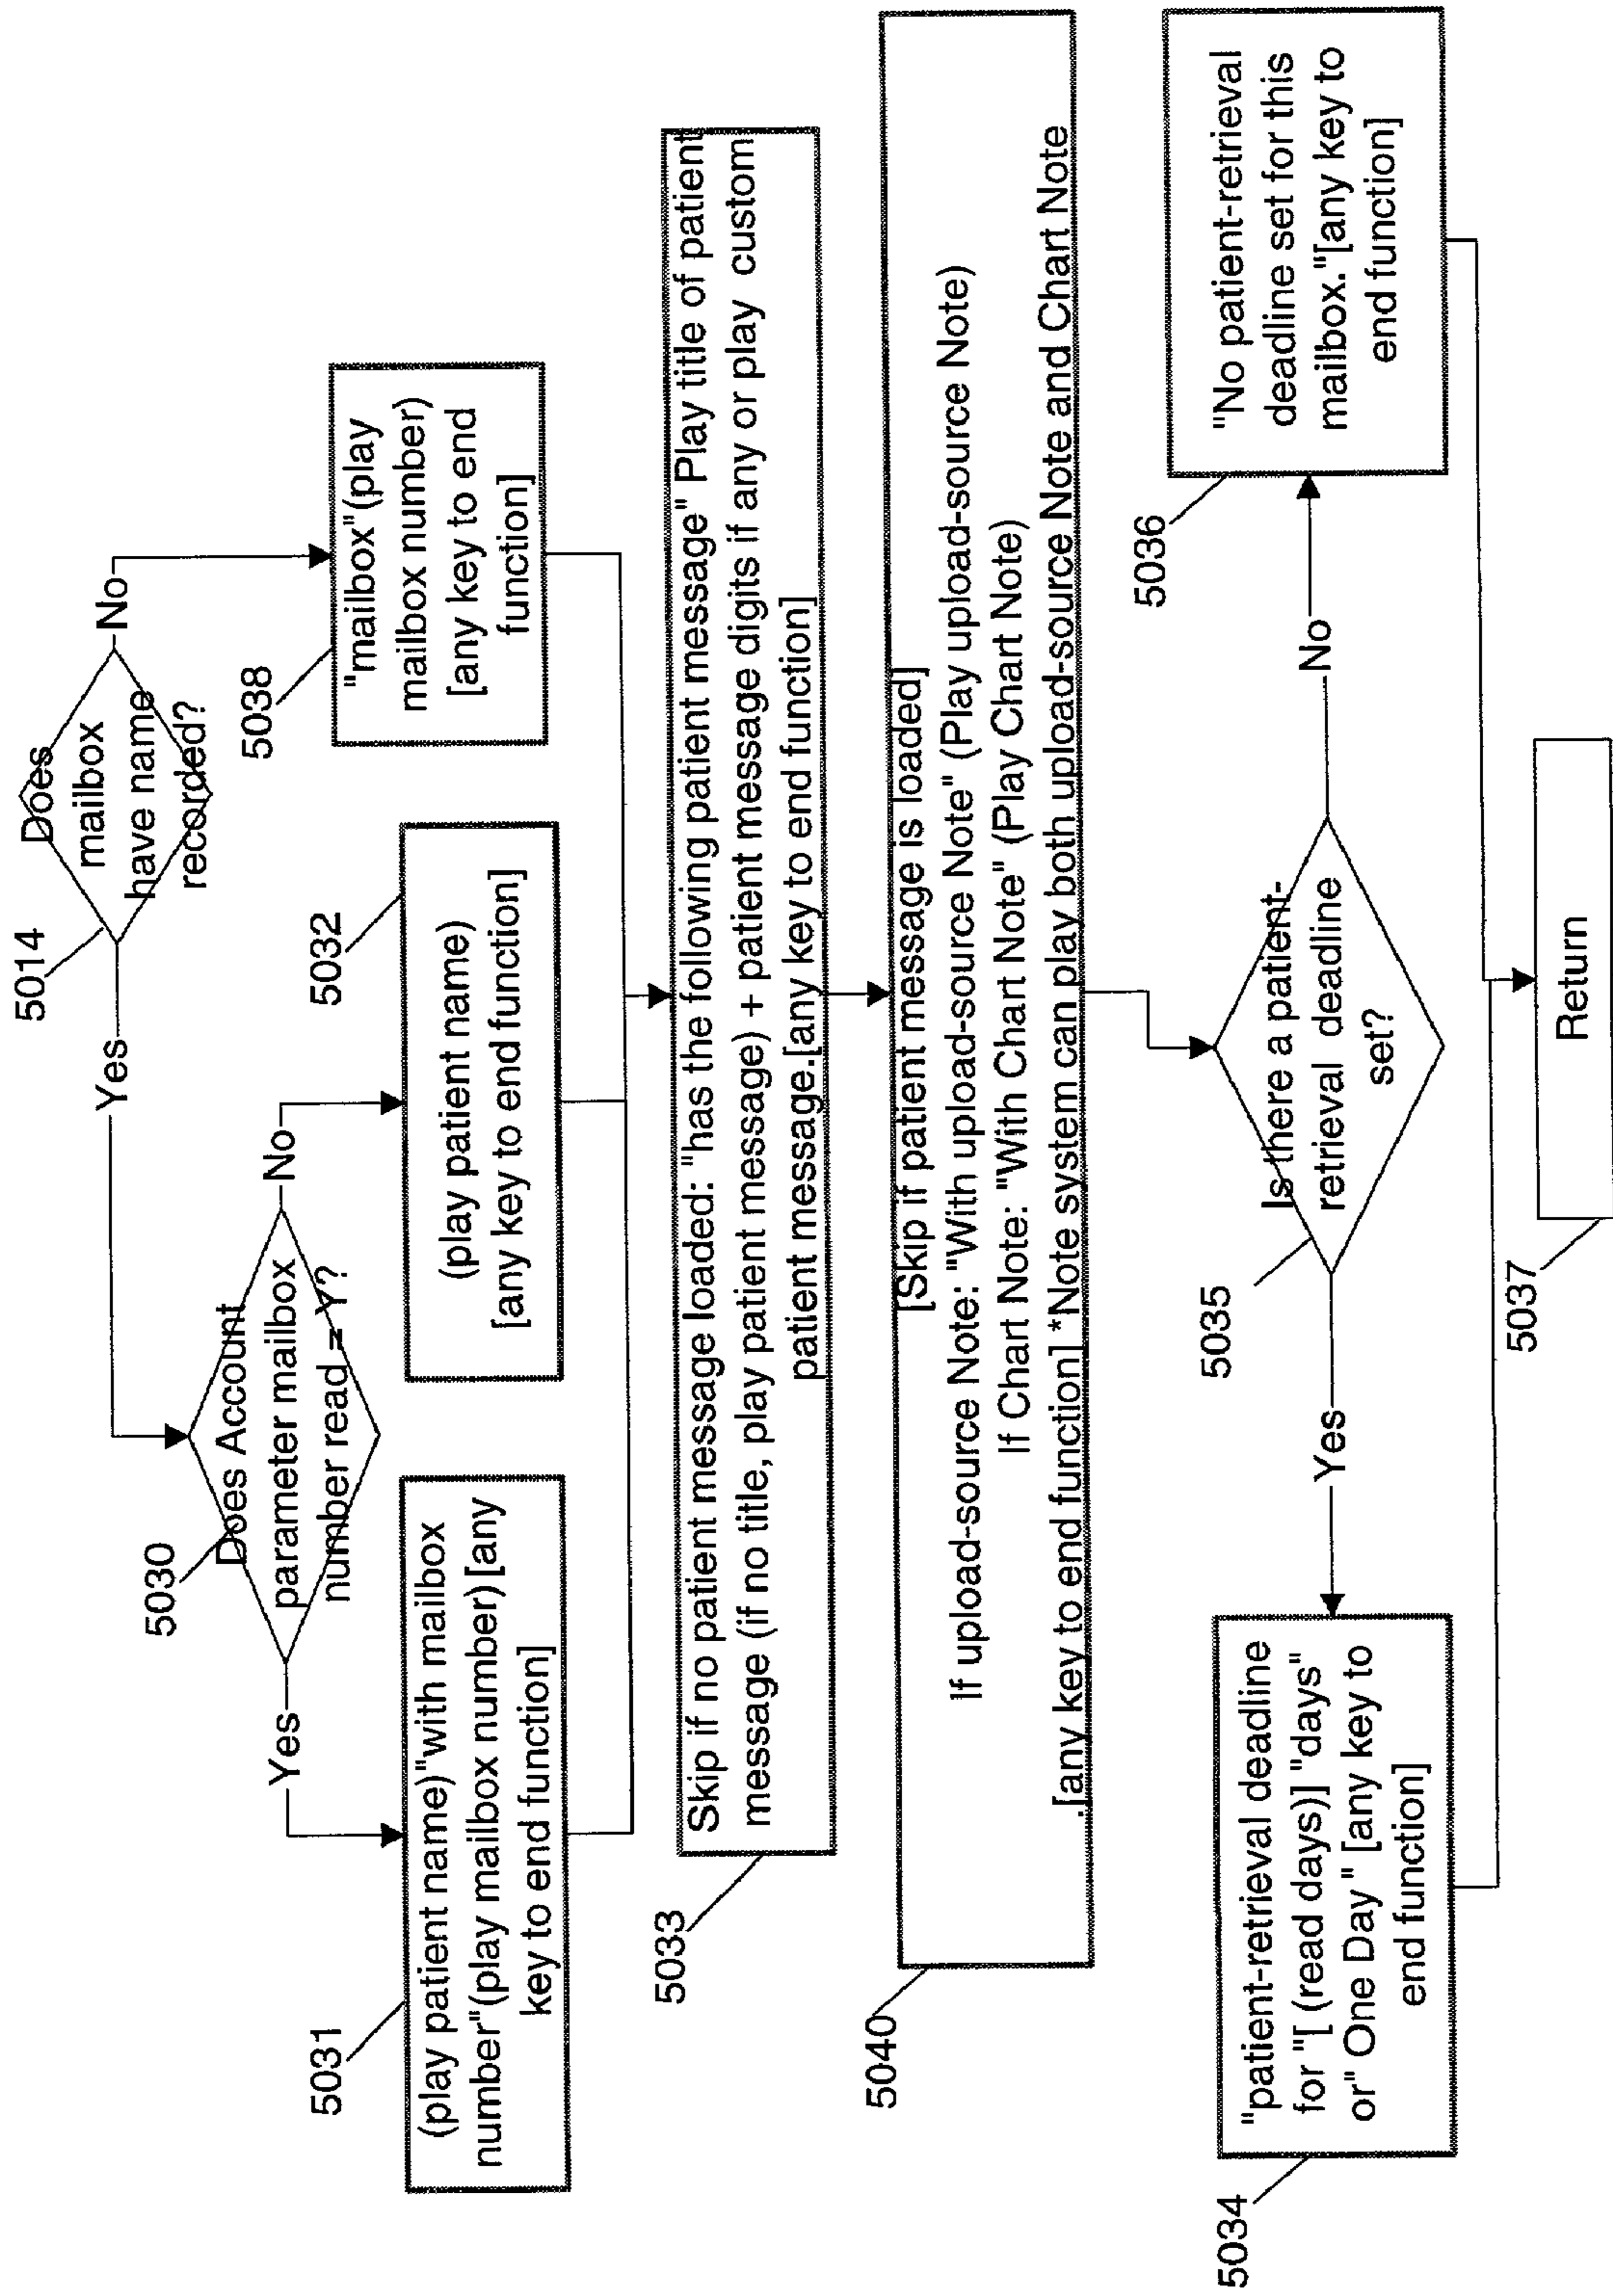 5014
Does
mailbox
have name
recorded?
Yes
No
5030
Does Account
parameter mailbox
number read = Y?
Yes
No
5038
"mailbox"(play
mailbox number)
[any key to end
function]
5031
(play patient name)"with mailbox
number"(play mailbox number)[any
key to end function]
5032
(play patient name)
[any key to end function]
5033
Skip if no patient message loaded: "has the following patient message" Play title of patient
message (if no title, play patient message) + patient message digits if any or play custom
patient message.[any key to end function]
5040
[Skip if patient message is loaded]
If upload-source Note: "With upload-source Note" (Play upload-source Note)
If Chart Note: "With Chart Note" (Play Chart Note)
.[any key to end function] *Note system can play both upload-source Note and Chart Note
5035
Is there a patient-
retrieval deadline
set?
Yes
No
5034
"patient-retrieval deadline
for "[ (read days)] "days"
or" One Day " [any key to
end function]
5036
"No patient-retrieval
deadline set for this
mailbox."[any key to
end function]
5037
Return